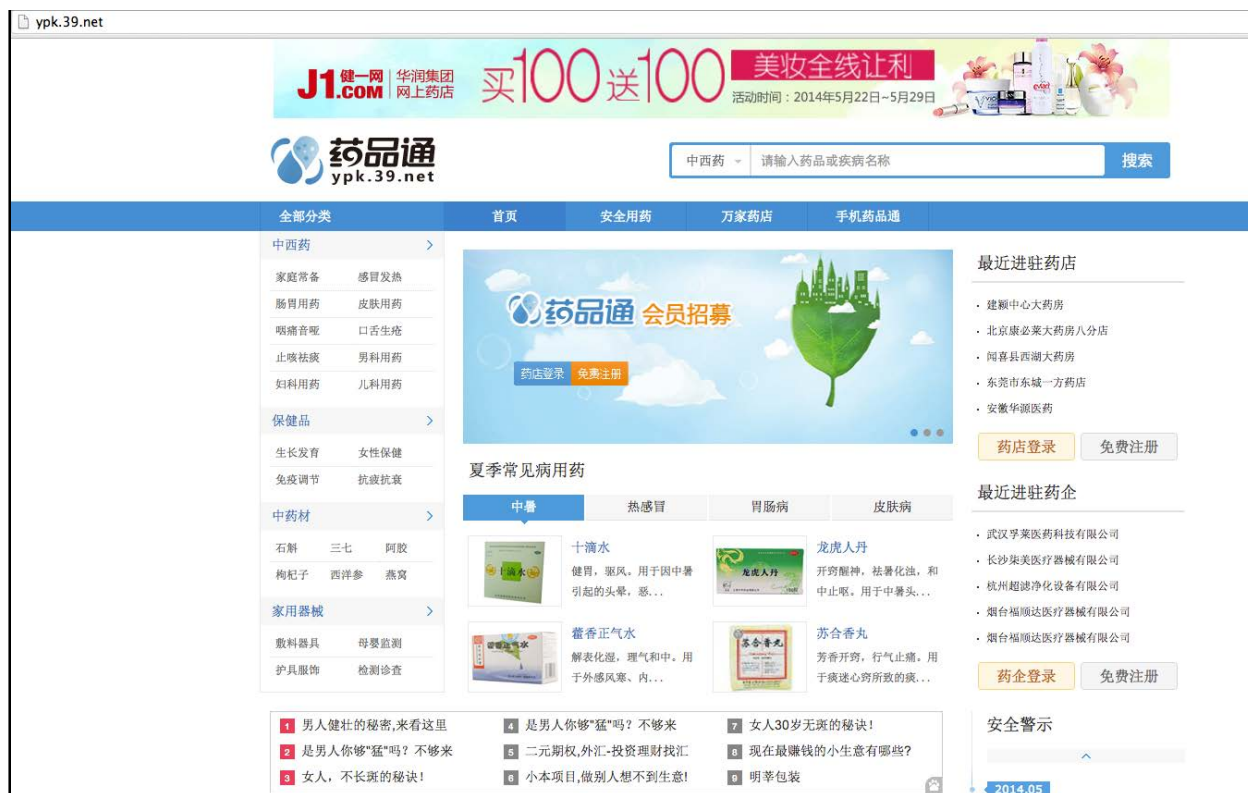 ypk.39.net
J1.COM 健一网 华润集团 网上药店
买100送100
美妆全线让利
活动时间：2014年5月22日~5月29日
药品通
ypk.39.net
中西药 请输入药品或疾病名称 搜索
全部分类 首页 安全用药 万家药店 手机药品通
中西药
家庭常备 感冒发热
肠胃用药 皮肤用药
咽痛音哑 口舌生疮
止咳祛痰 男科用药
妇科用药 儿科用药
保健品
生长发育 女性保健
免疫调节 抗疲抗衰
中药材
石斛 三七 阿胶
枸杞子 西洋参 燕窝
家用器械
敷料器具 母婴监测
护具服饰 检测诊查
药品通 会员招募
药店登录 免费注册
夏季常见病用药
中暑 热感冒 胃肠病 皮肤病
十滴水
十滴水
健胃，驱风。用于因中暑
引起的头晕，恶...
龙虎人丹
龙虎人丹
开窍醒神，祛暑化浊，和
中止呕。用于中暑头...
藿香正气水
藿香正气水
解表化湿，理气和中。用
于外感风寒、内...
苏合香丸
苏合香丸
芳香开窍，行气止痛。用
于痰迷心窍所致的痰...
最近进驻药店
· 建颍中心大药房
· 北京康必莱大药房八分店
· 闻喜县西湖大药房
· 东莞市东城一方药店
· 安徽华源医药
药店登录 免费注册
最近进驻药企
· 武汉孚莱医药科技有限公司
· 长沙柒美医疗器械有限公司
· 杭州超滤净化设备有限公司
· 烟台福顺达医疗器械有限公司
· 烟台福顺达医疗器械有限公司
药企登录 免费注册
1 男人健壮的秘密,来看这里
2 是男人你够"猛"吗？不够来
3 女人，不长斑的秘诀！
4 是男人你够"猛"吗？不够来
5 二元期权,外汇-投资理财找汇
6 小本项目,做别人想不到生意!
7 女人30岁无斑的秘诀！
8 现在最赚钱的小生意有哪些?
9 明莘包装
安全警示
2014.05